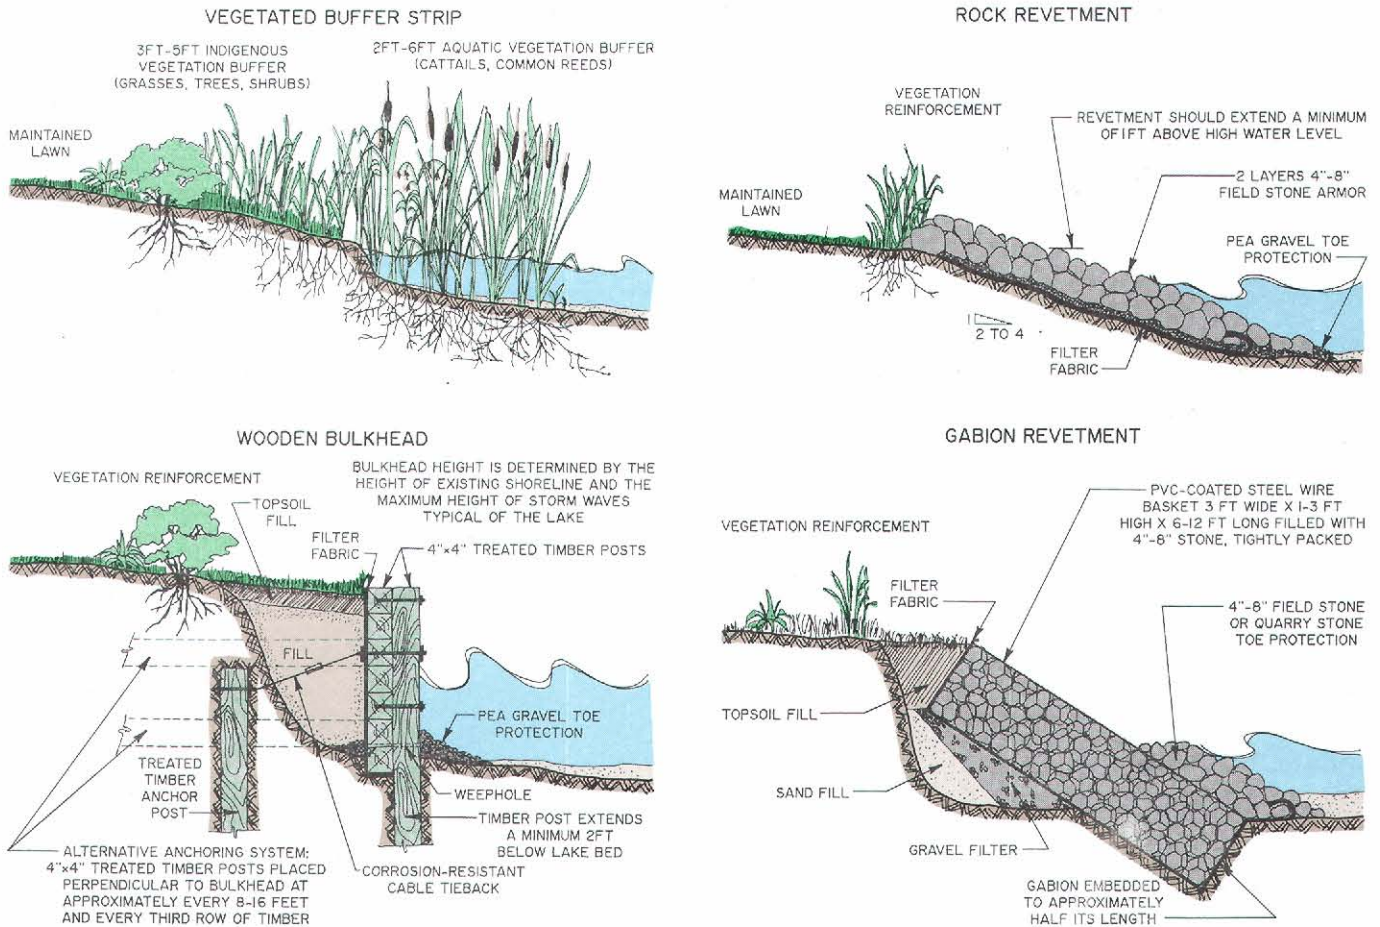 VEGETATED BUFFER STRIP
3FT-5FT INDIGENOUS
VEGETATION BUFFER
(GRASSES, TREES, SHRUBS)
2FT-6FT AQUATIC VEGETATION BUFFER
(CATTAILS, COMMON REEDS)
MAINTAINED
LAWN
ROCK REVETMENT
VEGETATION
REINFORCEMENT
REVETMENT SHOULD EXTEND A MINIMUM
OF 1FT ABOVE HIGH WATER LEVEL
2 LAYERS 4"-8"
FIELD STONE ARMOR
MAINTAINED
LAWN
PEA GRAVEL TOE
PROTECTION
1
2 TO 4
FILTER
FABRIC
WOODEN BULKHEAD
VEGETATION REINFORCEMENT
BULKHEAD HEIGHT IS DETERMINED BY THE
HEIGHT OF EXISTING SHORELINE AND THE
MAXIMUM HEIGHT OF STORM WAVES
TYPICAL OF THE LAKE
TOPSOIL
FILL
FILTER
FABRIC
4"x4" TREATED TIMBER POSTS
FILL
PEA GRAVEL TOE
PROTECTION
TREATED
TIMBER
ANCHOR
POST
WEEPHOLE
TIMBER POST EXTENDS
A MINIMUM 2FT
BELOW LAKE BED
ALTERNATIVE ANCHORING SYSTEM:
4"x4" TREATED TIMBER POSTS PLACED
PERPENDICULAR TO BULKHEAD AT
APPROXIMATELY EVERY 8-16 FEET
AND EVERY THIRD ROW OF TIMBER
CORROSION-RESISTANT
CABLE TIEBACK
GABION REVETMENT
PVC-COATED STEEL WIRE
BASKET 3 FT WIDE X 1-3 FT
HIGH X 6-12 FT LONG FILLED WITH
4"-8" STONE, TIGHTLY PACKED
VEGETATION REINFORCEMENT
FILTER
FABRIC
4"-8" FIELD STONE
OR QUARRY STONE
TOE PROTECTION
TOPSOIL FILL
SAND FILL
GRAVEL FILTER
GABION EMBEDDED
TO APPROXIMATELY
HALF ITS LENGTH